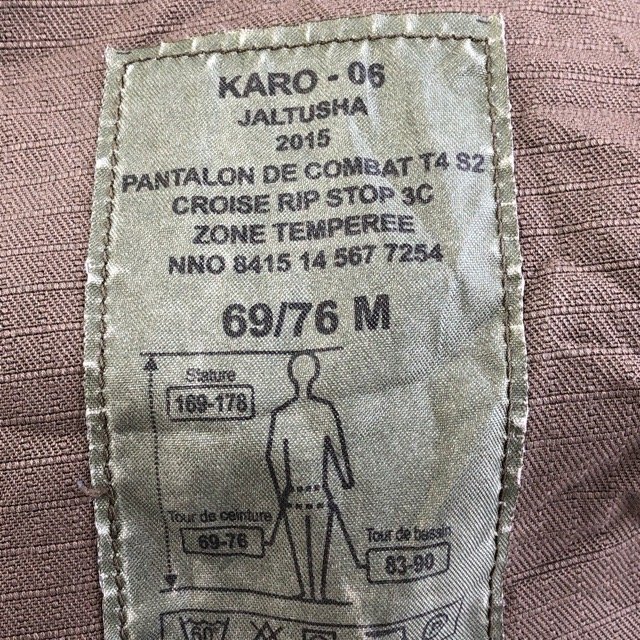 KARO - 06
JALTUSHA
2015
PANTALON DE COMBAT T4 S2
CROISE RIP STOP 3C
ZONE TEMPEREE
NNO 8415 14 567 7254
69/76 M
Stature
169-178
Tour de ceinture
69-76
Tour de bassin
83-90
60°